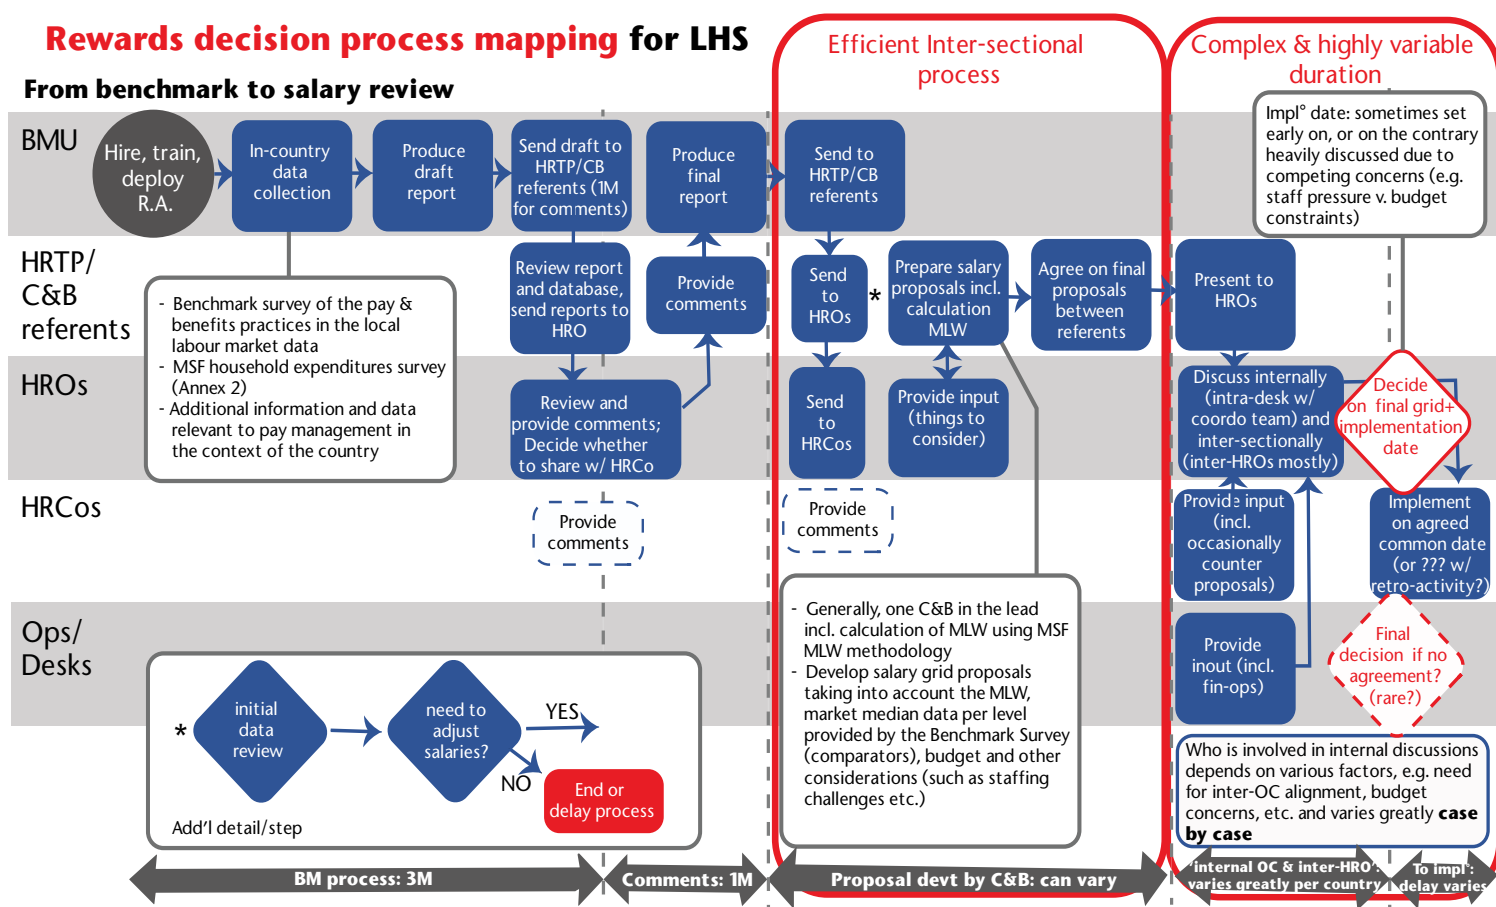 Rewards decision process mapping for LHS
From benchmark to salary review
Efficient Inter-sectional
process
Complex & highly variable
duration
BMU
Hire, train,
deploy
R.A.
In-country
data
collection
Produce
draft
report
Send draft to
HRTP/CB
referents (1M
for comments)
Produce
final
report
Send to
HRTP/CB
referents
Impl° date: sometimes set
early on, or on the contrary
heavily discussed due to
competing concerns (e.g.
staff pressure v. budget
constraints)
HRTP/
C&B
referents
- Benchmark survey of the pay &
benefits practices in the local
labour market data
- MSF household expenditures survey
(Annex 2)
- Additional information and data
relevant to pay management in
the context of the country
Review report
and database,
send reports to
HRO
Provide
comments
Send
to
HROs
*
Prepare salary
proposals incl.
calculation
MLW
Agree on final
proposals
between
referents
Present to
HROs
HROs
Review and
provide comments;
Decide whether
to share w/ HRCo
Send
to
HRCos
Provide input
(things to
consider)
Discuss internally
(intra-desk w/
coordo team) and
inter-sectionally
(inter-HROs mostly)
Decide
on final grid+
implementation
date
HRCos
Provide
comments
Provide
comments
Provide input
(incl.
occasionally
counter
proposals)
Implement
on agreed
common date
(or ??? w/
retro-activity?)
Ops/
Desks
* initial
data
review
need to
adjust
salaries?
YES
NO
End or
delay process
Add'l detail/step
- Generally, one C&B in the lead
incl. calculation of MLW using MSF
MLW methodology
- Develop salary grid proposals
taking into account the MLW,
market median data per level
provided by the Benchmark Survey
(comparators), budget and other
considerations (such as staffing
challenges etc.)
Provide
inout (incl.
fin-ops)
Final
decision if no
agreement?
(rare?)
Who is involved in internal discussions
depends on various factors, e.g. need
for inter-OC alignment, budget
concerns, etc. and varies greatly case
by case
BM process: 3M
Comments: 1M
Proposal devt by C&B: can vary
'internal OC & inter-HRO':
varies greatly per country
To impl°:
delay varies